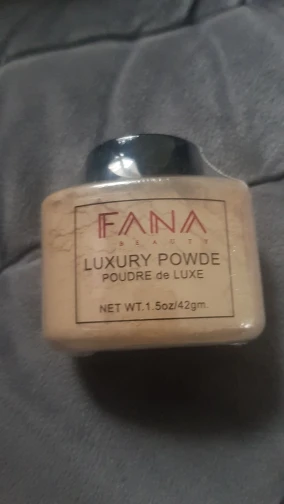 FANA
BEAUTY
LUXURY POWDE
POUDRE de LUXE
NET WT.1.5oz/42gm.